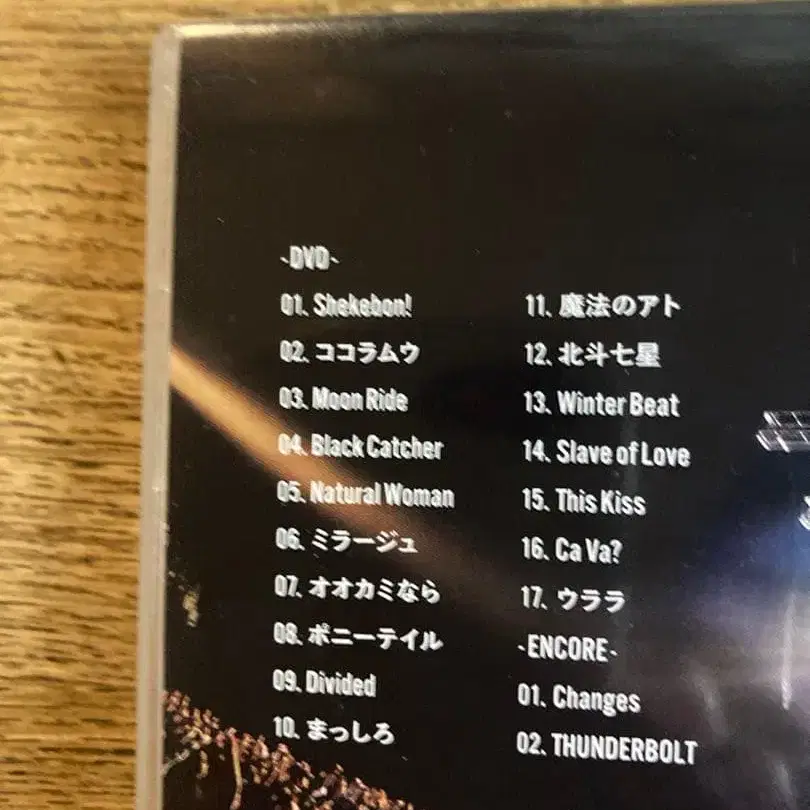 -DVD-
01. Shekebon!
02. ココラムウ
03. Moon Ride
04. Black Catcher
05. Natural Woman
06. ミラージュ
07. オオカミなら
08. ポニーテイル
09. Divided
10. まっしろ
11. 魔法のアト
12. 北斗七星
13. Winter Beat
14. Slave of Love
15. This Kiss
16. Ca Va?
17. ウララ
-ENCORE-
01. Changes
02. THUNDERBOLT